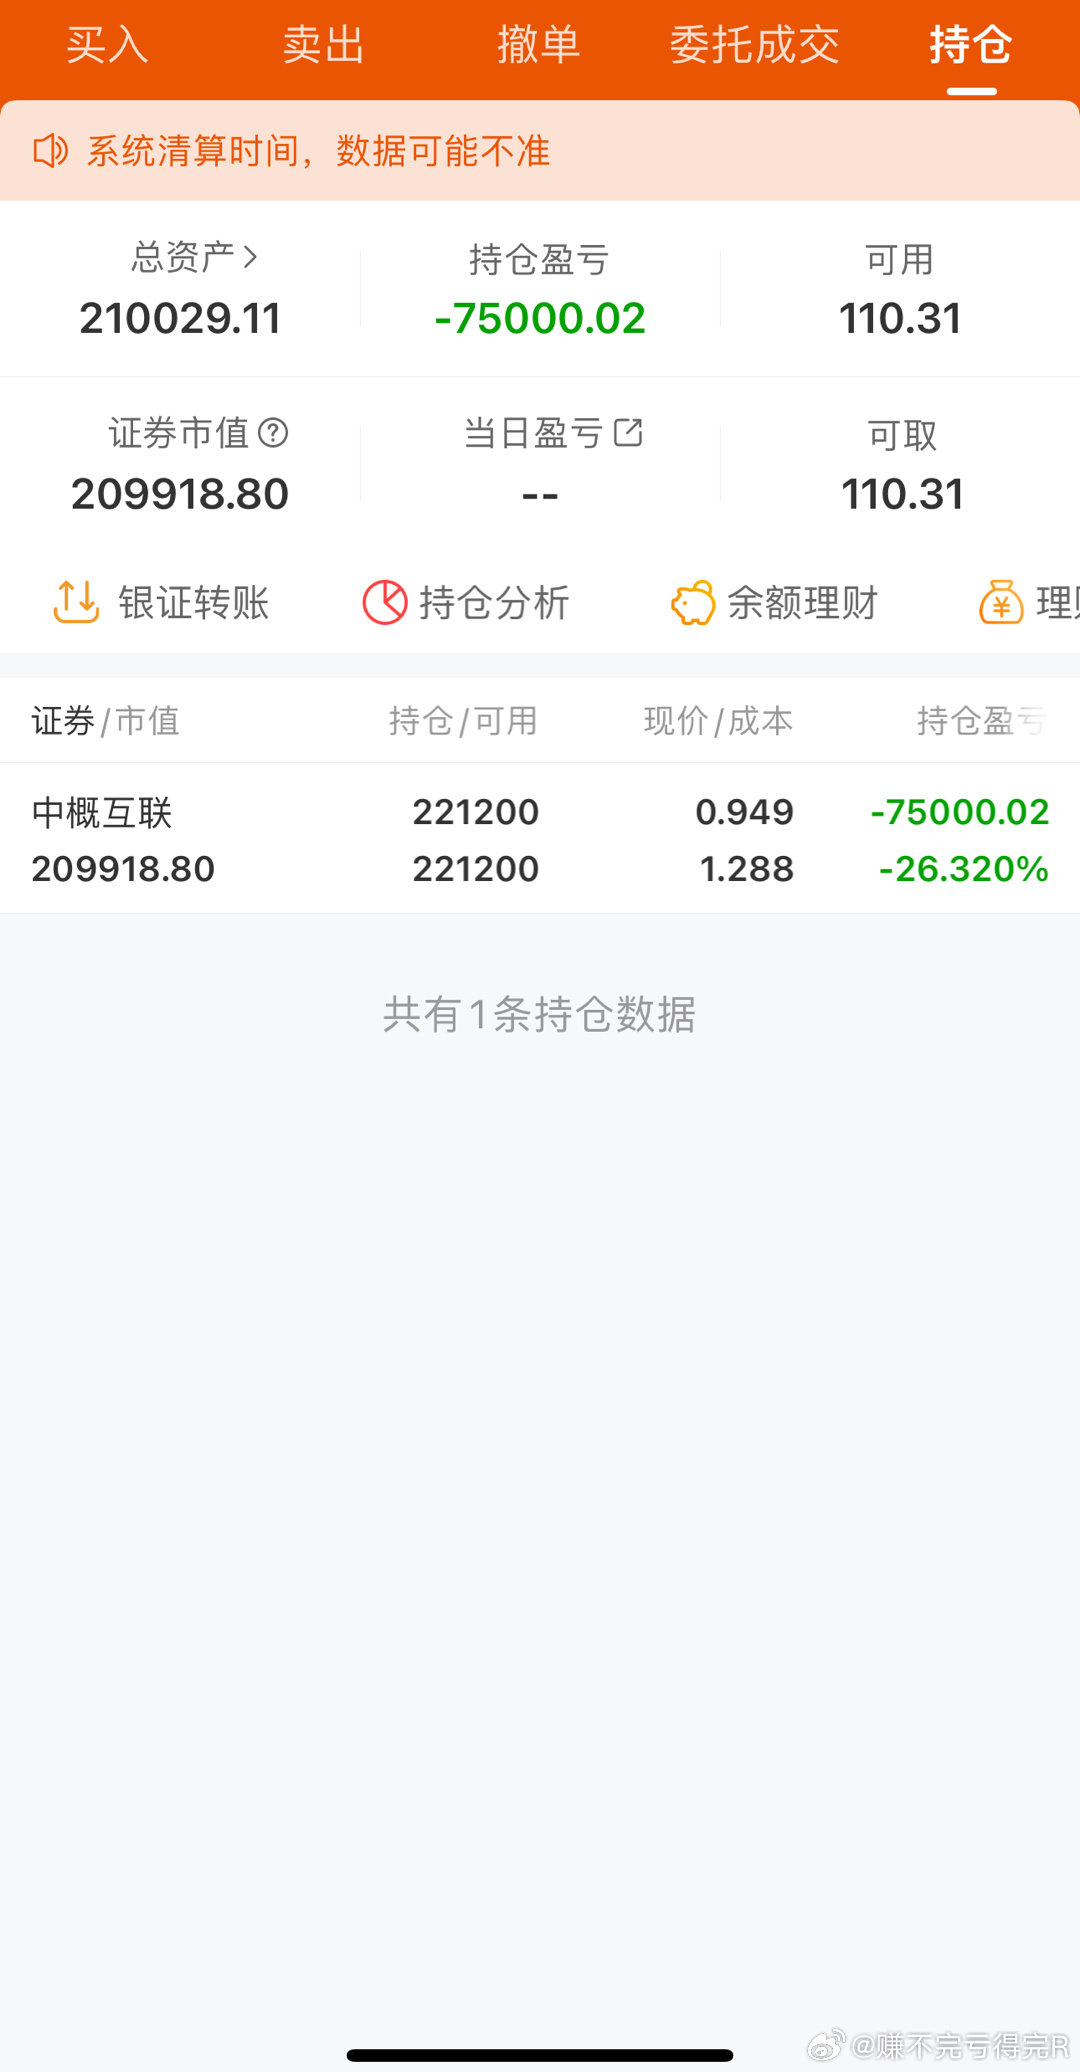 买入 卖出 撤单 委托成交 持仓
系统清算时间，数据可能不准
总资产 持仓盈亏 可用
210029.11 -75000.02 110.31
证券市值 当日盈亏 可取
209918.80 -- 110.31
银证转账 持仓分析 余额理财 理财
证券/市值 持仓/可用 现价/成本 持仓盈亏
中概互联 221200 0.949 -75000.02
209918.80 221200 1.288 -26.320%
共有1条持仓数据
@赚不完亏得完R